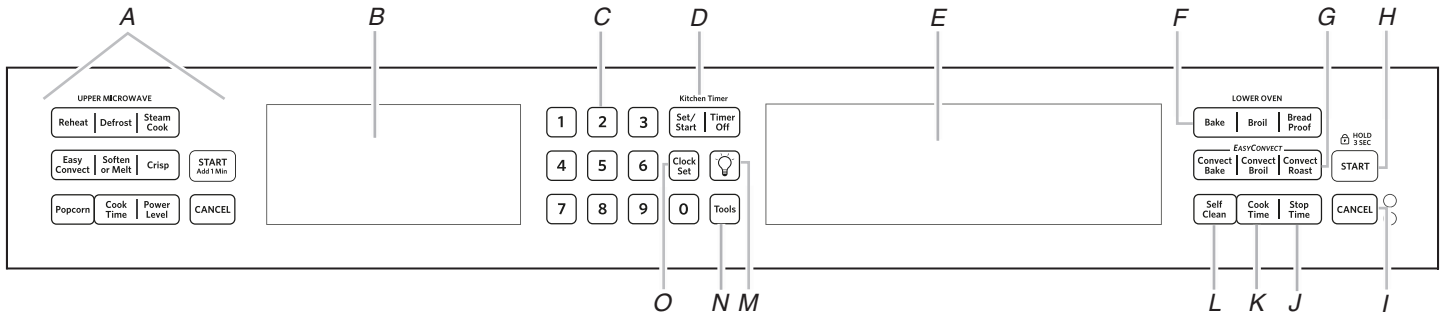 A B C D E F G H
UPPER MICROWAVE
Reheat Defrost Steam Cook
Easy Convect Soften or Melt Crisp START Add 1 Min
Popcorn Cook Time Power Level CANCEL
1 2 3
4 5 6
7 8 9 0
Kitchen Timer
Set/ Start Timer Off
Clock Set
Tools
LOWER OVEN
Bake Broil Bread Proof
HOLD 3 SEC
EASYCONVECT
Convect Bake Convect Broil Convect Roast START
Self Clean Cook Time Stop Time CANCEL
O N M L K J I